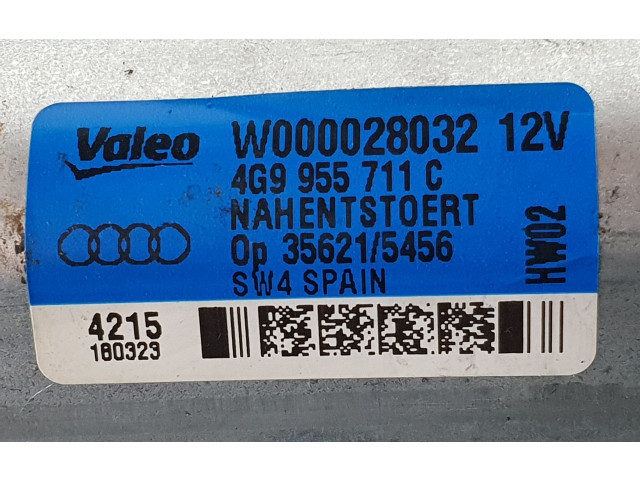 Valeo W000028032 12V
4G9 955 711 C
NAHENTSTOERT
Op 35621/5456
SW4 SPAIN
HW02
4215
180323